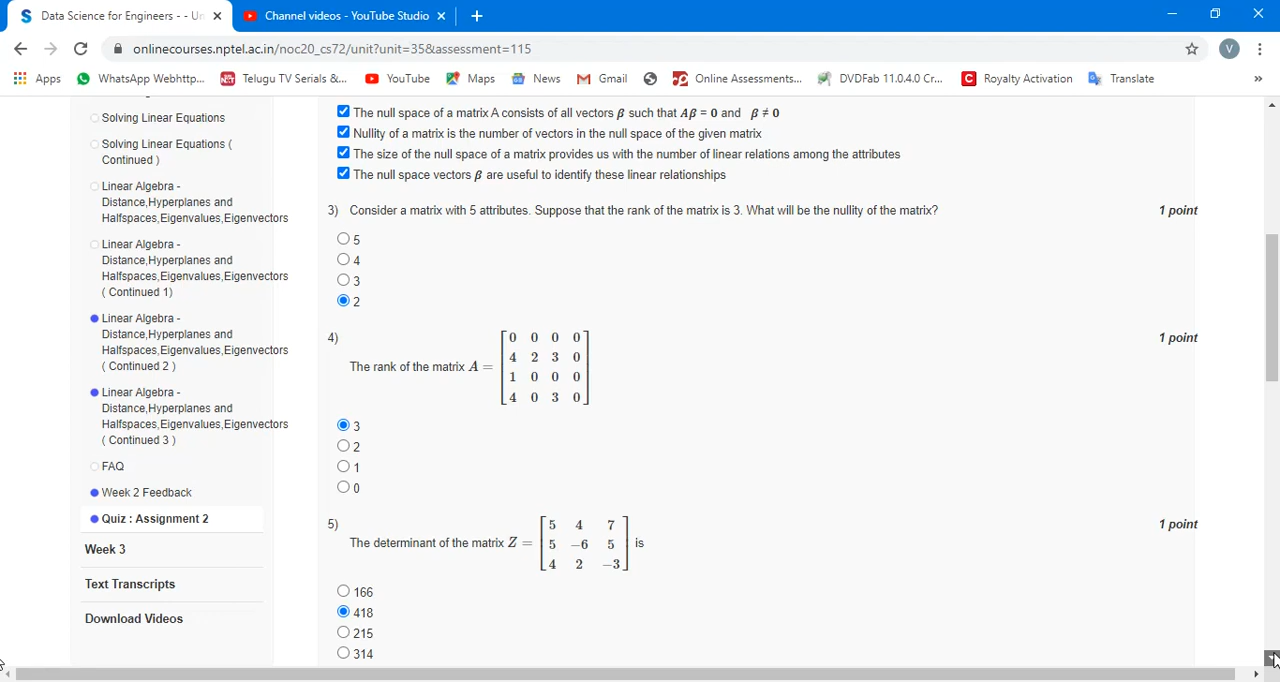 Data Science for Engineers - - Un
Channel videos - YouTube Studio
onlinecourses.nptel.ac.in/noc20_cs72/unit?unit=35&assessment=115
V
Apps
WhatsApp Webhttp...
Telugu TV Serials &...
YouTube
Maps
News
Gmail
Online Assessments...
DVDFab 11.0.4.0 Cr...
Royalty Activation
Translate
»
Solving Linear Equations
Solving Linear Equations (
Continued )
Linear Algebra -
Distance,Hyperplanes and
Halfspaces,Eigenvalues,Eigenvectors
Linear Algebra -
Distance,Hyperplanes and
Halfspaces,Eigenvalues,Eigenvectors
( Continued 1)
Linear Algebra -
Distance,Hyperplanes and
Halfspaces,Eigenvalues,Eigenvectors
( Continued 2 )
Linear Algebra -
Distance,Hyperplanes and
Halfspaces,Eigenvalues,Eigenvectors
( Continued 3 )
FAQ
Week 2 Feedback
Quiz : Assignment 2
Week 3
Text Transcripts
Download Videos
The null space of a matrix A consists of all vectors β such that Aβ = 0 and β ≠ 0
Nullity of a matrix is the number of vectors in the null space of the given matrix
The size of the null space of a matrix provides us with the number of linear relations among the attributes
The null space vectors β are useful to identify these linear relationships
3) Consider a matrix with 5 attributes. Suppose that the rank of the matrix is 3. What will be the nullity of the matrix? 1 point
5
4
3
2
4) 1 point
The rank of the matrix A =
0 0 0 0
4 2 3 0
1 0 0 0
4 0 3 0
3
2
1
0
5) 1 point
The determinant of the matrix Z =
5 4 7
5 −6 5
4 2 −3
is
166
418
215
314